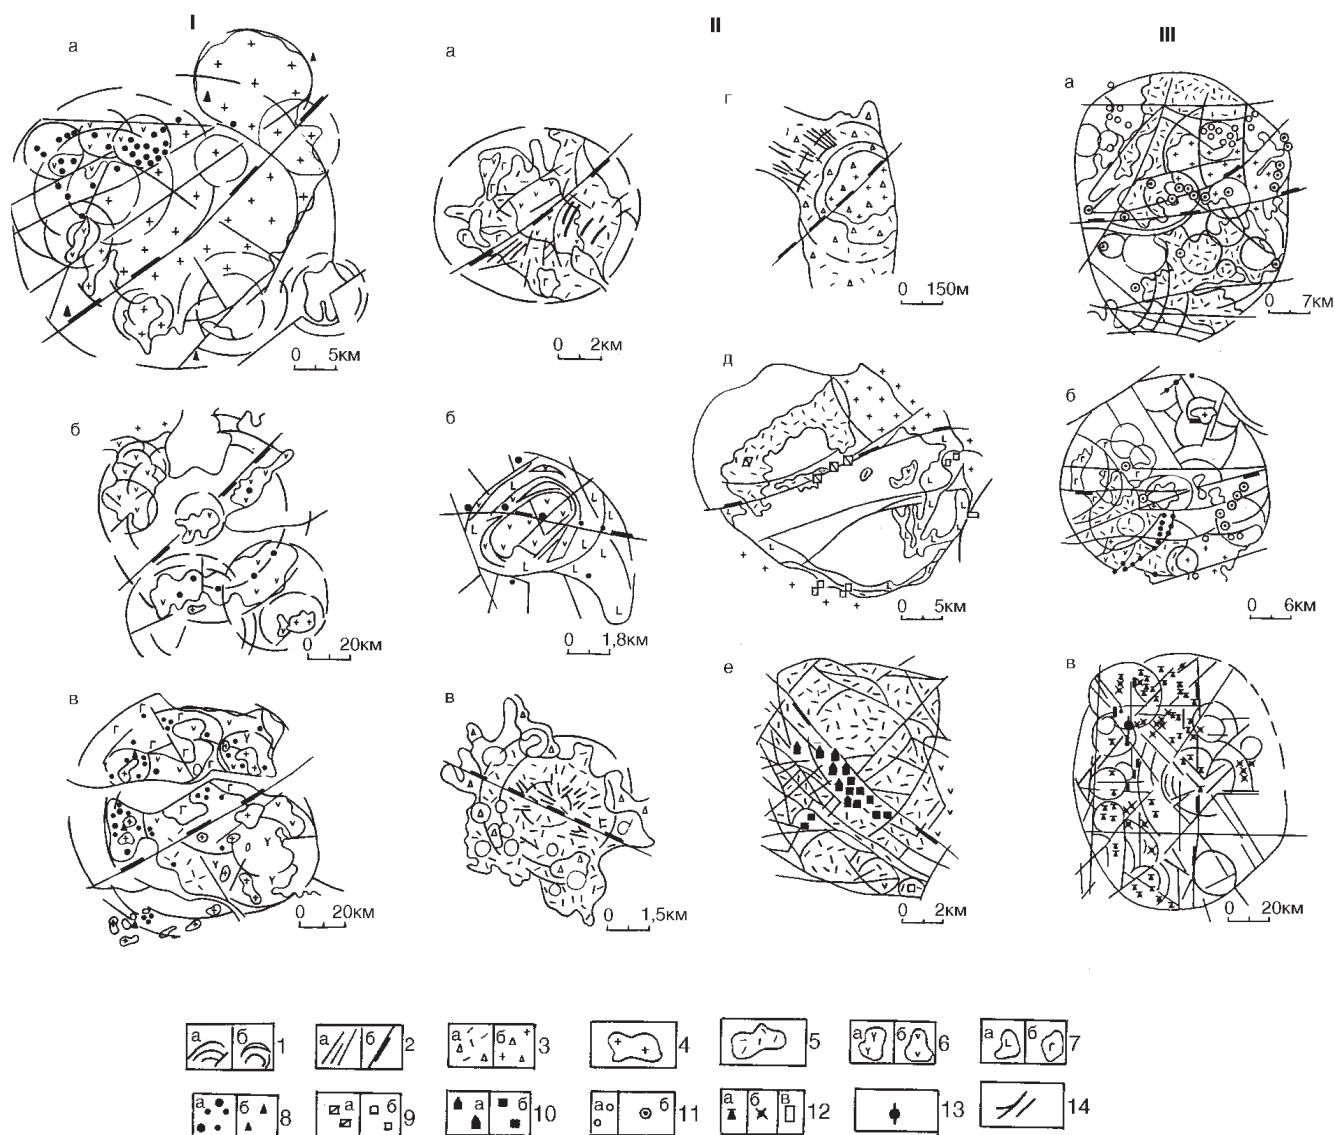 I
II
III
а
0 5км
б
0 20км
в
0 20км
а
0 2км
б
0 1,8км
в
0 1,5км
г
0 150м
д
0 5км
е
0 2км
а
0 7км
б
0 6км
в
0 20км
а б 1
а б 2
а б 3
4
5
а б 6
а б 7
а б 8
а б 9
а б 10
а б 11
а б в 12
13
14